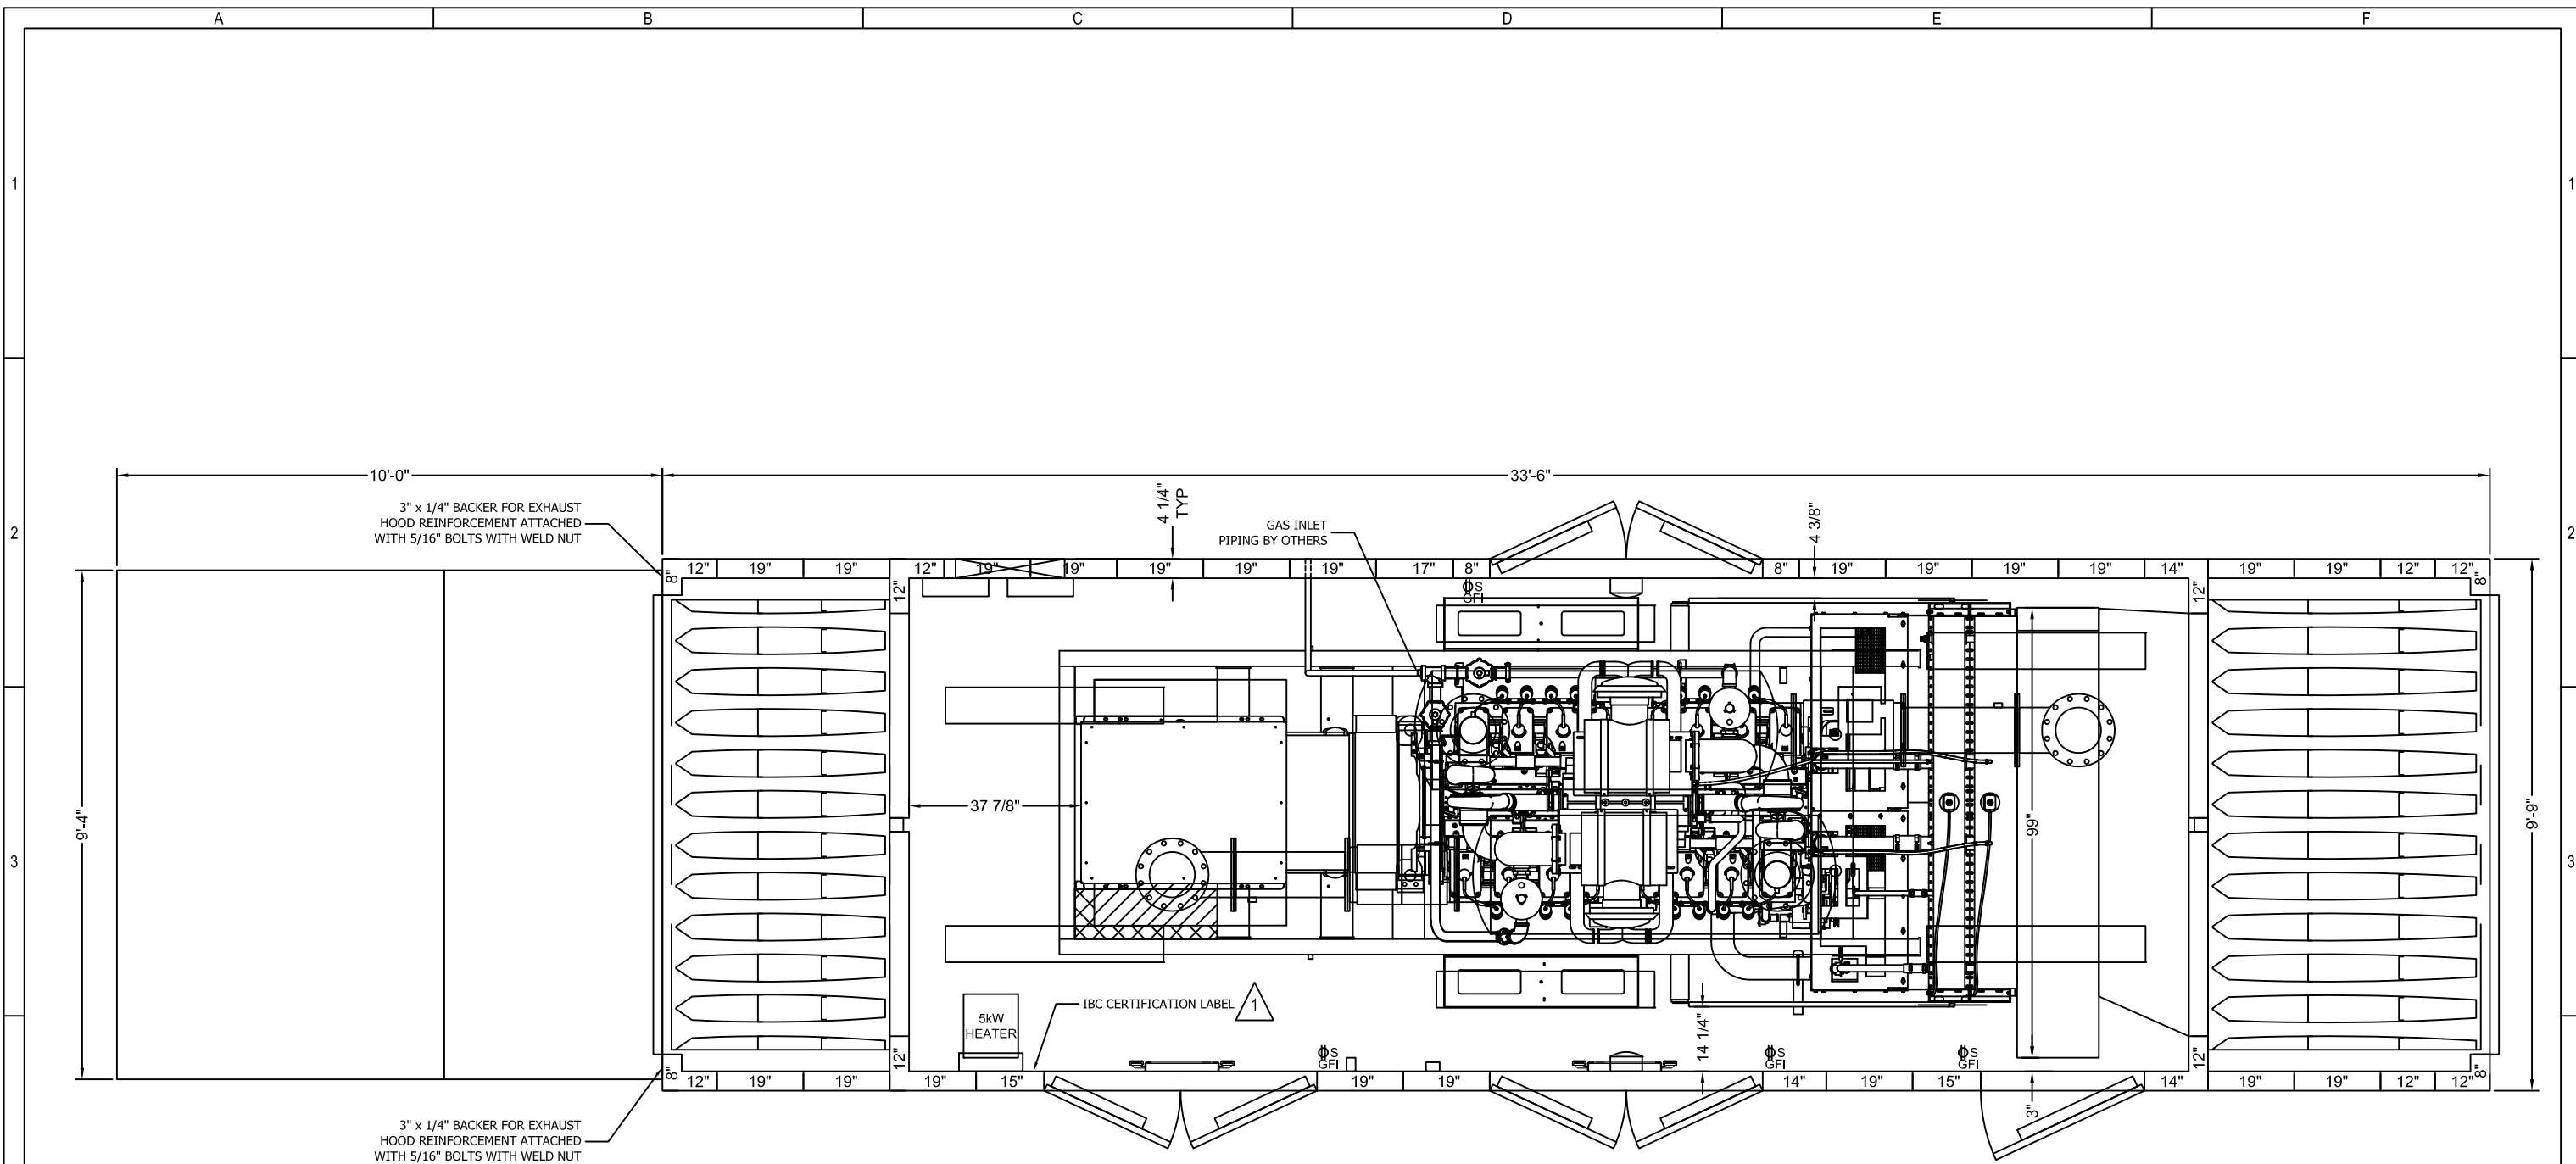 A B C D E F
1 1
10'-0" 33'-6"
3" x 1/4" BACKER FOR EXHAUST
HOOD REINFORCEMENT ATTACHED
WITH 5/16" BOLTS WITH WELD NUT
4 1/4"
TYP
GAS INLET
PIPING BY OTHERS
4 3/8"
2 2
8" 12" 19" 19" 12" 19" 19" 19" 19" 19" 17" 8" 8" 19" 19" 19" 19" 14" 19" 19" 12" 12" 8"
12" 12"
S
GFI
37 7/8"
9'-4" 99" 9'-9"
3 3
IBC CERTIFICATION LABEL 1
5kW
HEATER
14 1/4"
S S S
GFI GFI GFI
12" 12"
8" 12" 19" 19" 19" 15" 19" 19" 14" 19" 15" 14" 19" 19" 12" 12" 8"
3"
3" x 1/4" BACKER FOR EXHAUST
HOOD REINFORCEMENT ATTACHED
WITH 5/16" BOLTS WITH WELD NUT